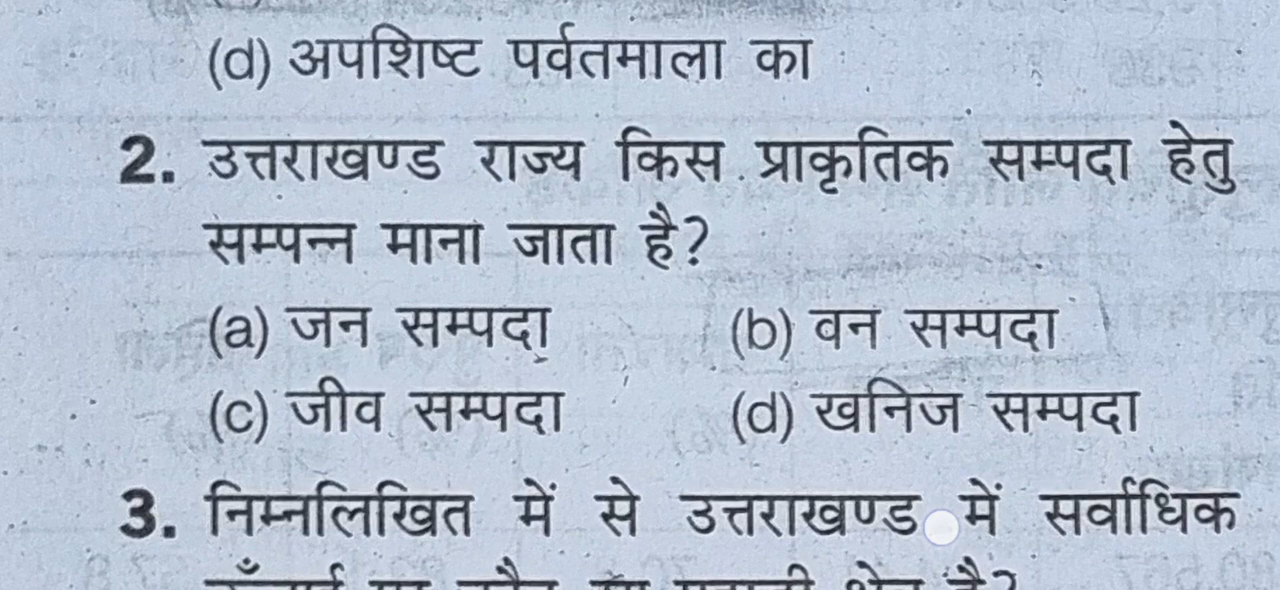 (d) अपशिष्ट पर्वतमाला का
2. उत्तराखण्ड राज्य किस प्राकृतिक सम्पदा हेतु
सम्पन्न माना जाता है?
(a) जन सम्पदा (b) वन सम्पदा
(c) जीव सम्पदा (d) खनिज सम्पदा
3. निम्नलिखित में से उत्तराखण्ड में सर्वाधिक